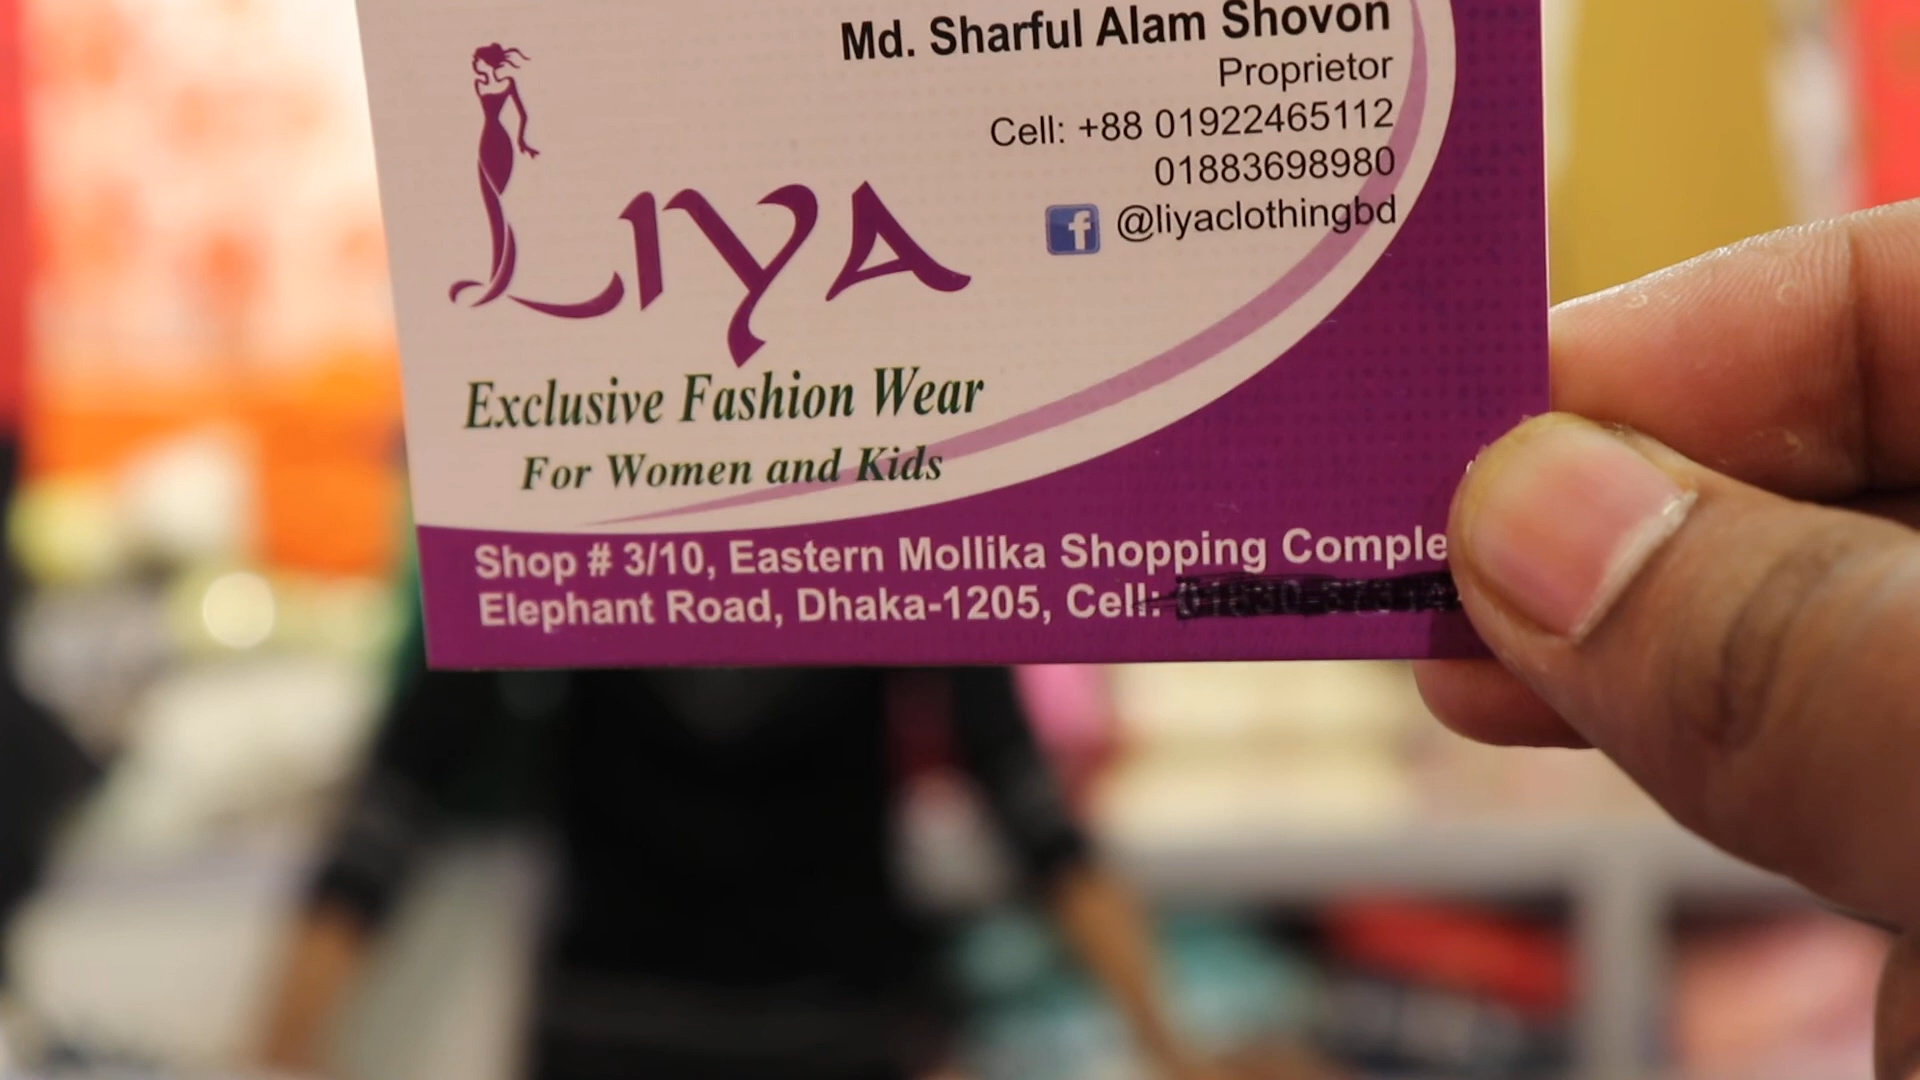 Md. Sharful Alam Shovon
Proprietor
Cell: +88 01922465112
01883698980
f @liyaclothingbd
LIYA
Exclusive Fashion Wear
For Women and Kids
Shop # 3/10, Eastern Mollika Shopping Comple
Elephant Road, Dhaka-1205, Cell: